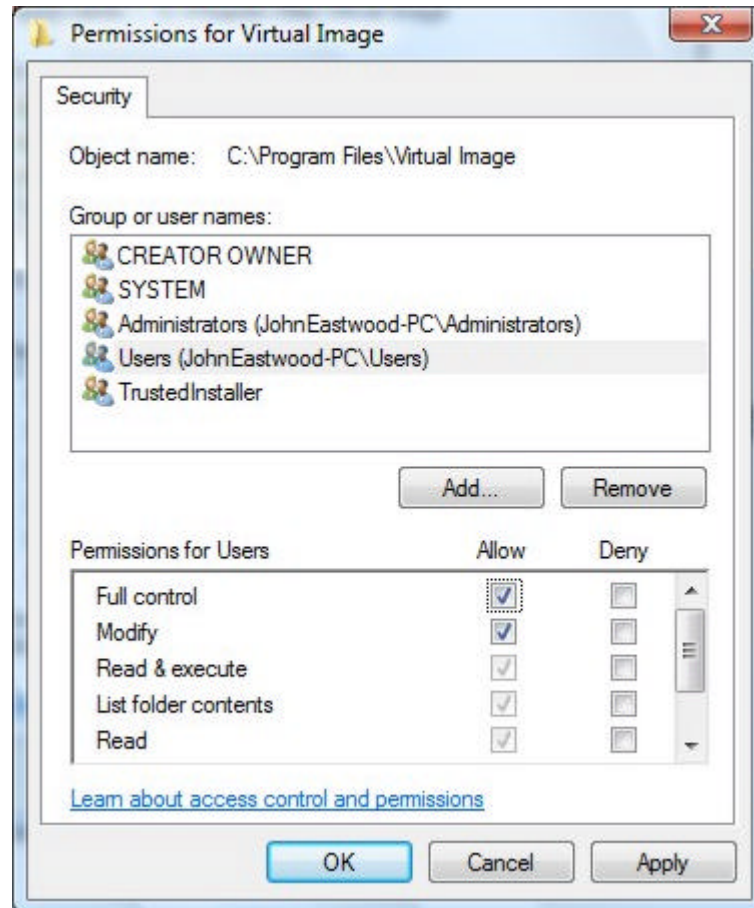 Permissions for Virtual Image
Security
Object name: C:\Program Files\Virtual Image
Group or user names:
CREATOR OWNER
SYSTEM
Administrators (JohnEastwood-PC\Administrators)
Users (JohnEastwood-PC\Users)
TrustedInstaller
Add... Remove
Permissions for Users Allow Deny
Full control
Modify
Read & execute
List folder contents
Read
Learn about access control and permissions
OK Cancel Apply